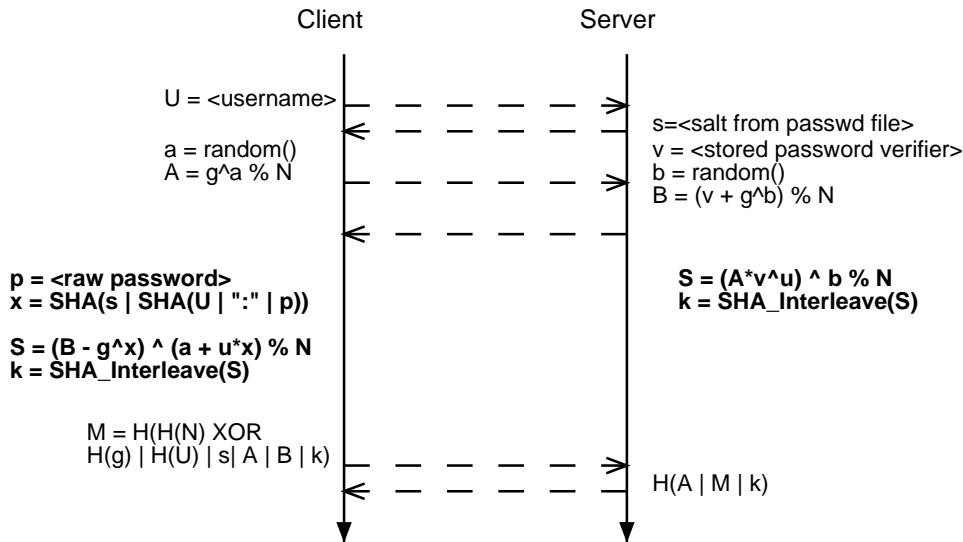 Client
Server
U = <username>
s=<salt from passwd file>
a = random()
v = <stored password verifier>
A = g^a % N
b = random()
B = (v + g^b) % N
p = <raw password>
x = SHA(s | SHA(U | ":" | p))
S = (A*v^u) ^ b % N
k = SHA_Interleave(S)
S = (B - g^x) ^ (a + u*x) % N
k = SHA_Interleave(S)
M = H(H(N) XOR
H(g) | H(U) | s| A | B | k)
H(A | M | k)